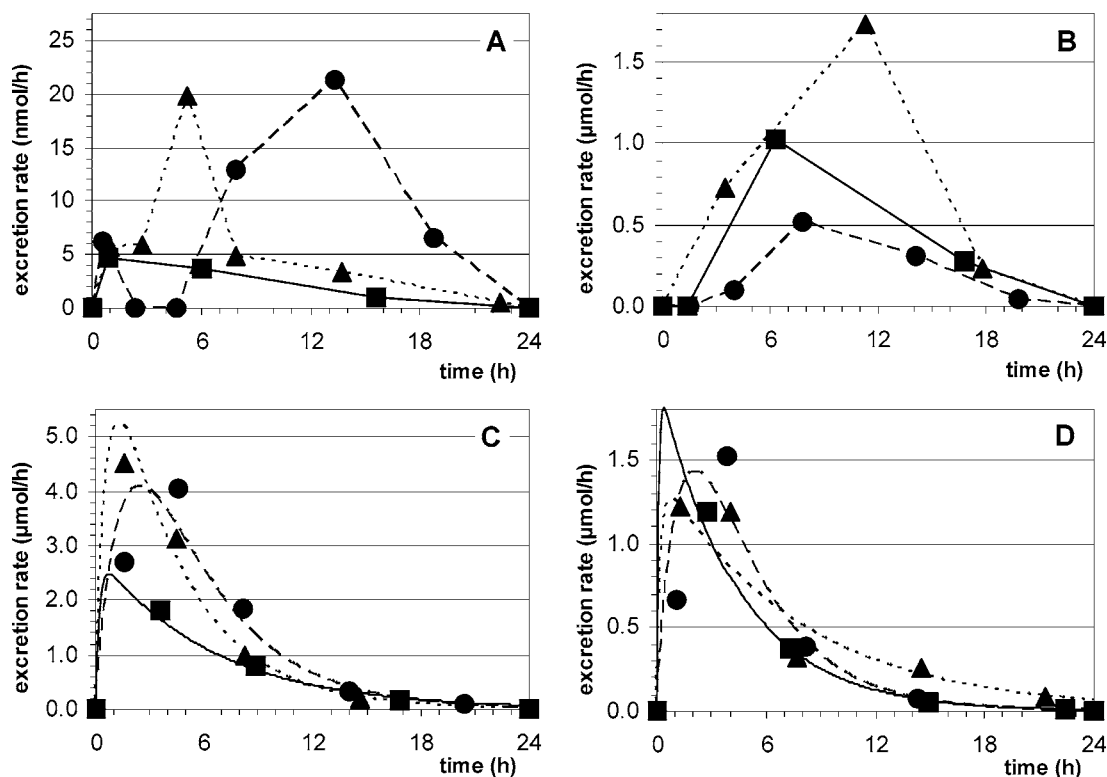 A
excretion rate (nmol/h)
25
20
15
10
5
0
0 6 12 18 24
time (h)
B
excretion rate (µmol/h)
1.5
1.0
0.5
0.0
0 6 12 18 24
time (h)
C
excretion rate (µmol/h)
5.0
4.0
3.0
2.0
1.0
0.0
0 6 12 18 24
time (h)
D
excretion rate (µmol/h)
1.5
1.0
0.5
0.0
0 6 12 18 24
time (h)